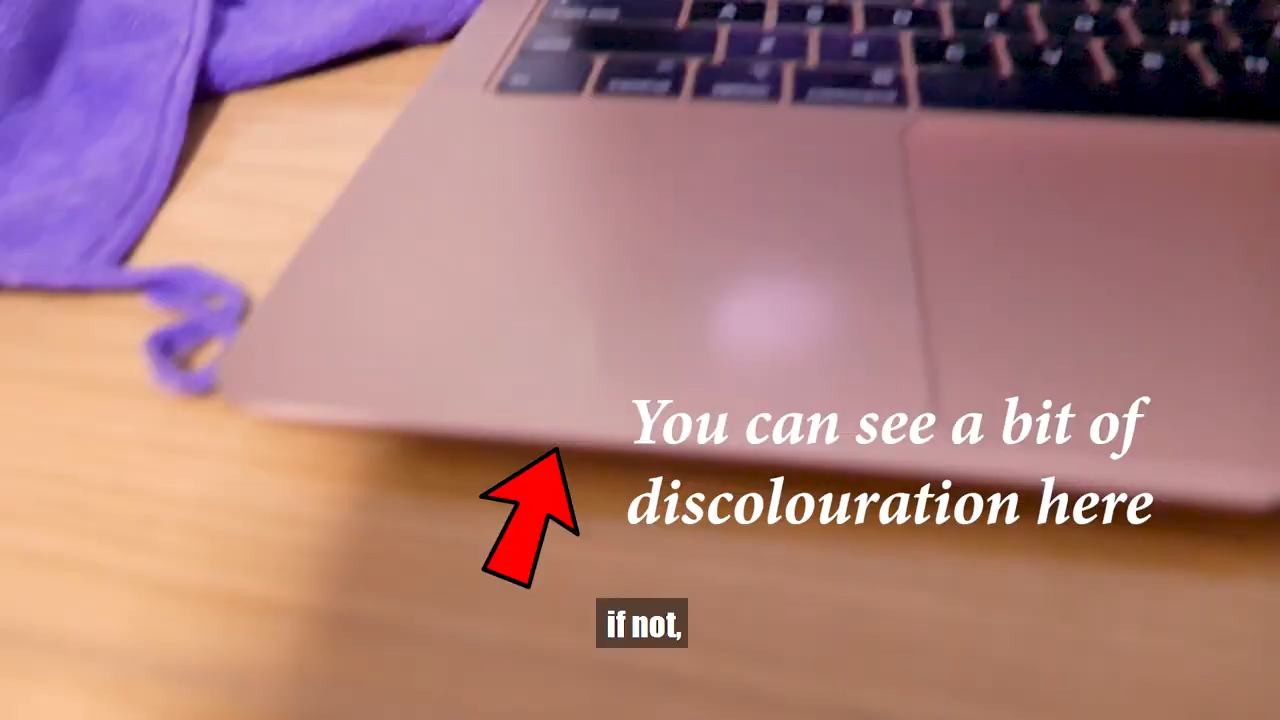 You can see a bit of
discolouration here
if not,